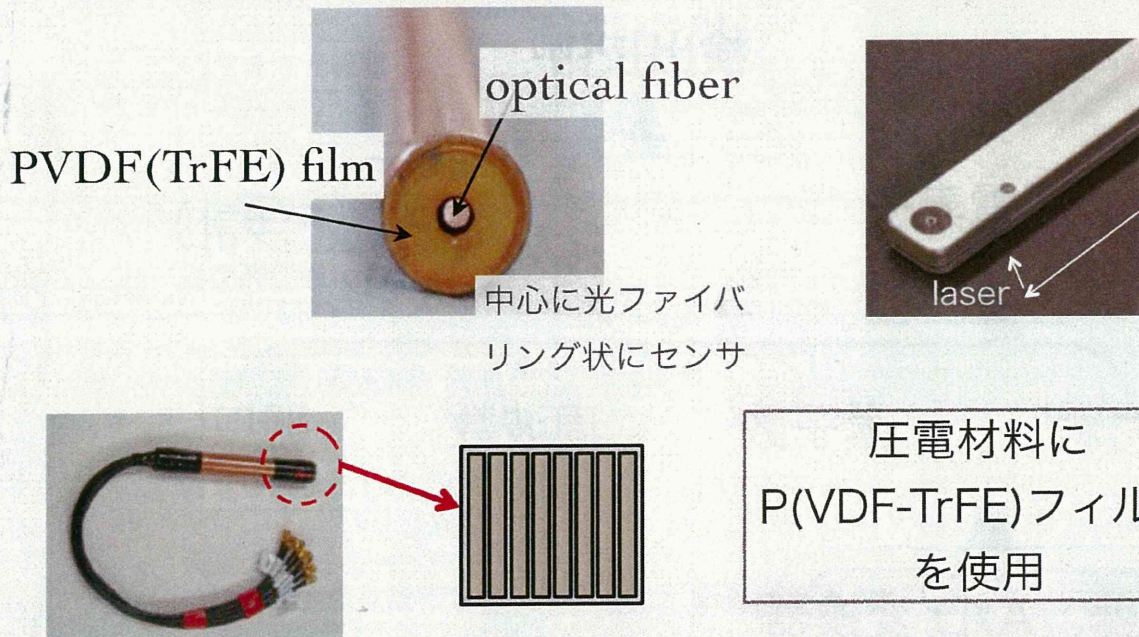 optical fiber
PVDF(TrFE) film
中心に光ファイバ
リング状にセンサ
laser
圧電材料に
P(VDF-TrFE)フィル
を使用